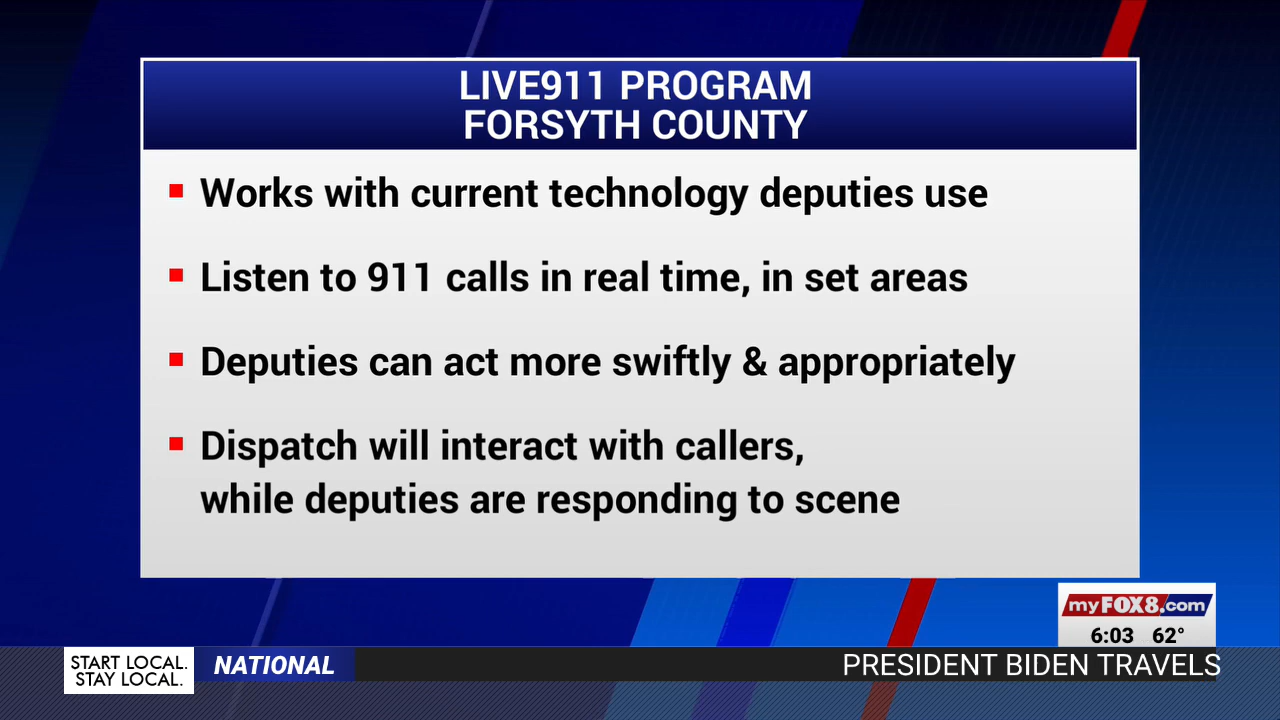 LIVE911 PROGRAM
FORSYTH COUNTY
Works with current technology deputies use
Listen to 911 calls in real time, in set areas
Deputies can act more swiftly & appropriately
Dispatch will interact with callers,
while deputies are responding to scene
myFOX8.com
6:03 62°
START LOCAL.
STAY LOCAL.
NATIONAL
PRESIDENT BIDEN TRAVELS